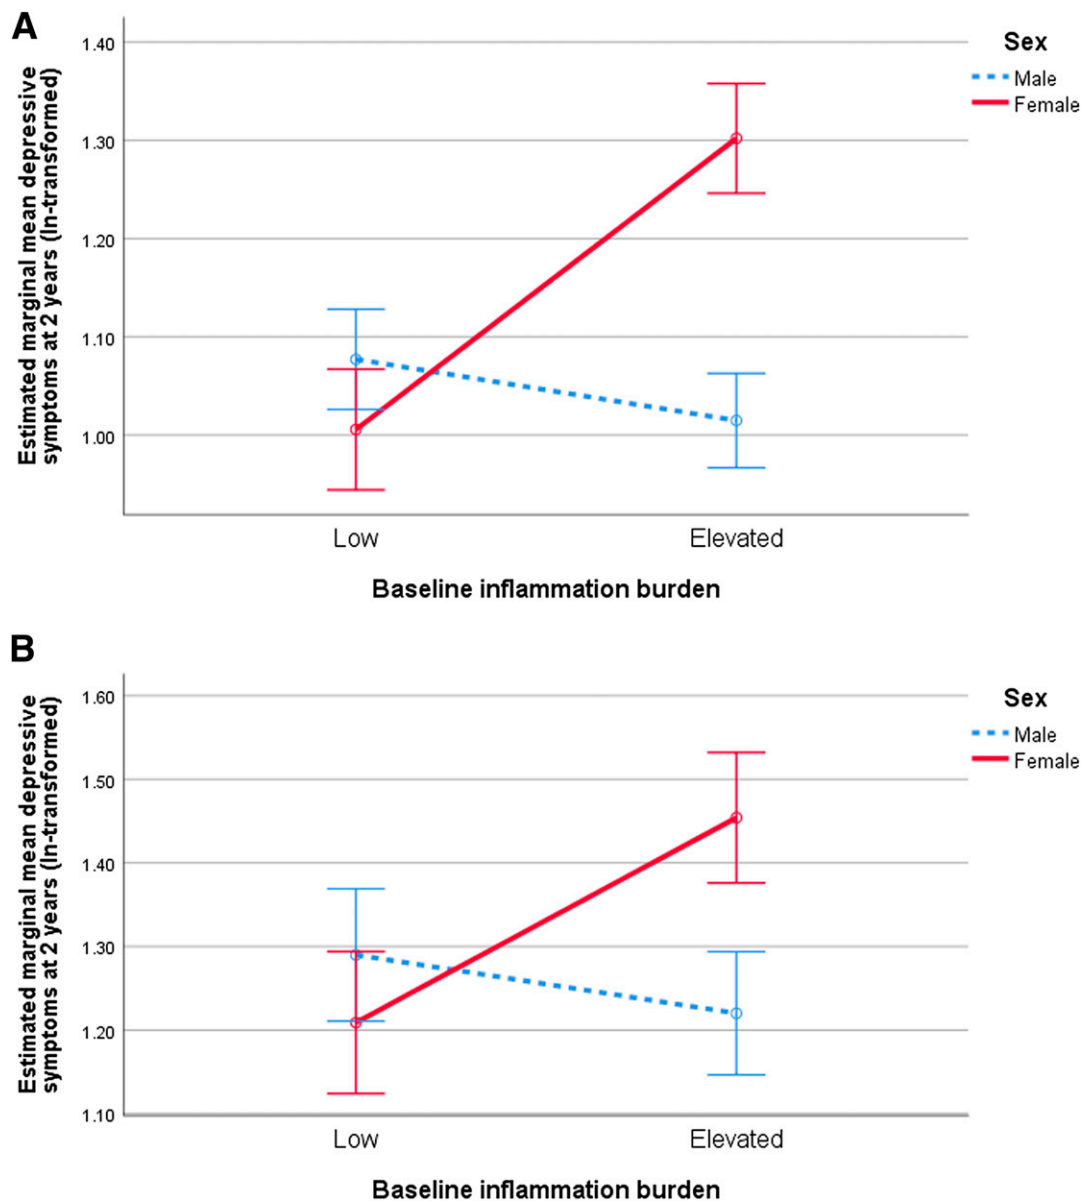 A
Estimated marginal mean depressive
symptoms at 2 years (ln-transformed)
1.40
1.30
1.20
1.10
1.00
Low
Elevated
Baseline inflammation burden
Sex
Male
Female
B
Estimated marginal mean depressive
symptoms at 2 years (ln-transformed)
1.60
1.50
1.40
1.30
1.20
1.10
Low
Elevated
Baseline inflammation burden
Sex
Male
Female